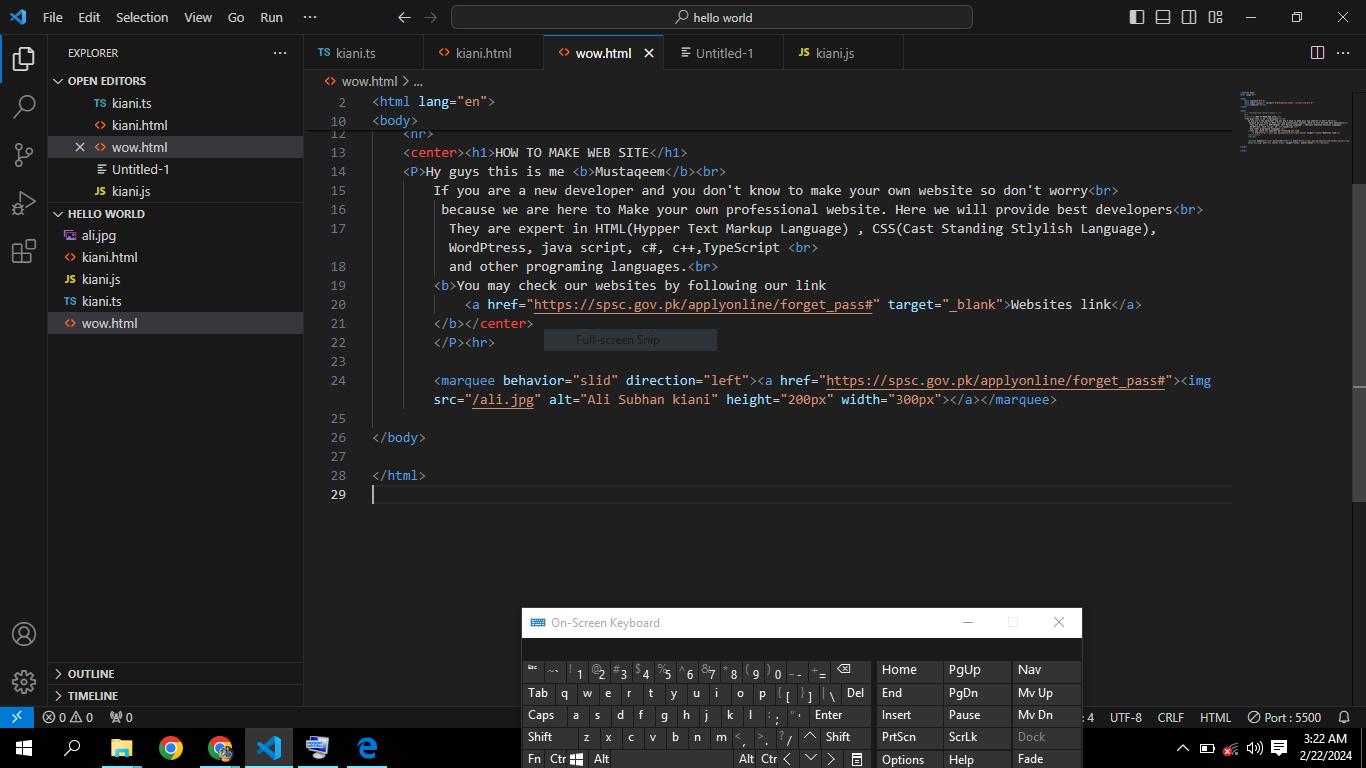 File Edit Selection View Go Run ···
hello world
EXPLORER ···
OPEN EDITORS
TS kiani.ts
kiani.html
wow.html
Untitled-1
JS kiani.js
HELLO WORLD
ali.jpg
kiani.html
JS kiani.js
TS kiani.ts
wow.html
OUTLINE
TIMELINE
TS kiani.ts
kiani.html
wow.html
Untitled-1
JS kiani.js
wow.html > ...
2 <html lang="en">
10 <body>
12 <hr>
13 <center><h1>HOW TO MAKE WEB SITE</h1>
14 <P>Hy guys this is me <b>Mustaqeem</b><br>
15 If you are a new developer and you don't know to make your own website so don't worry<br>
16 because we are here to Make your own professional website. Here we will provide best developers<br>
17 They are expert in HTML(Hypper Text Markup Language) , CSS(Cast Standing Stlylish Language),
WordPtress, java script, c#, c++,TypeScript <br>
18 and other programing languages.<br>
19 <b>You may check our websites by following our link
20 <a href="https://spsc.gov.pk/applyonline/forget_pass#" target="_blank">Websites link</a>
21 </b></center>
22 </P><hr>
Full-screen Snip
23
24 <marquee behavior="slid" direction="left"><a href="https://spsc.gov.pk/applyonline/forget_pass#"><img
src="/ali.jpg" alt="Ali Subhan kiani" height="200px" width="300px"></a></marquee>
25
26 </body>
27
28 </html>
29
On-Screen Keyboard
Esc ~ ` ! 1 @ 2 # 3 $ 4 % 5 ^ 6 & 7 * 8 ( 9 ) 0 _ - + = Home PgUp Nav
Tab q w e r t y u i o p { [ } ] | \ Del End PgDn Mv Up
Caps a s d f g h j k l : ; " ' Enter Insert Pause Mv Dn
Shift z x c v b n m < , > . ? / Shift PrtScn ScrLk Dock
Fn Ctr Alt Alt Ctr Options Help Fade
0 0 0 : 4 UTF-8 CRLF HTML Port : 5500
3:22 AM
2/22/2024